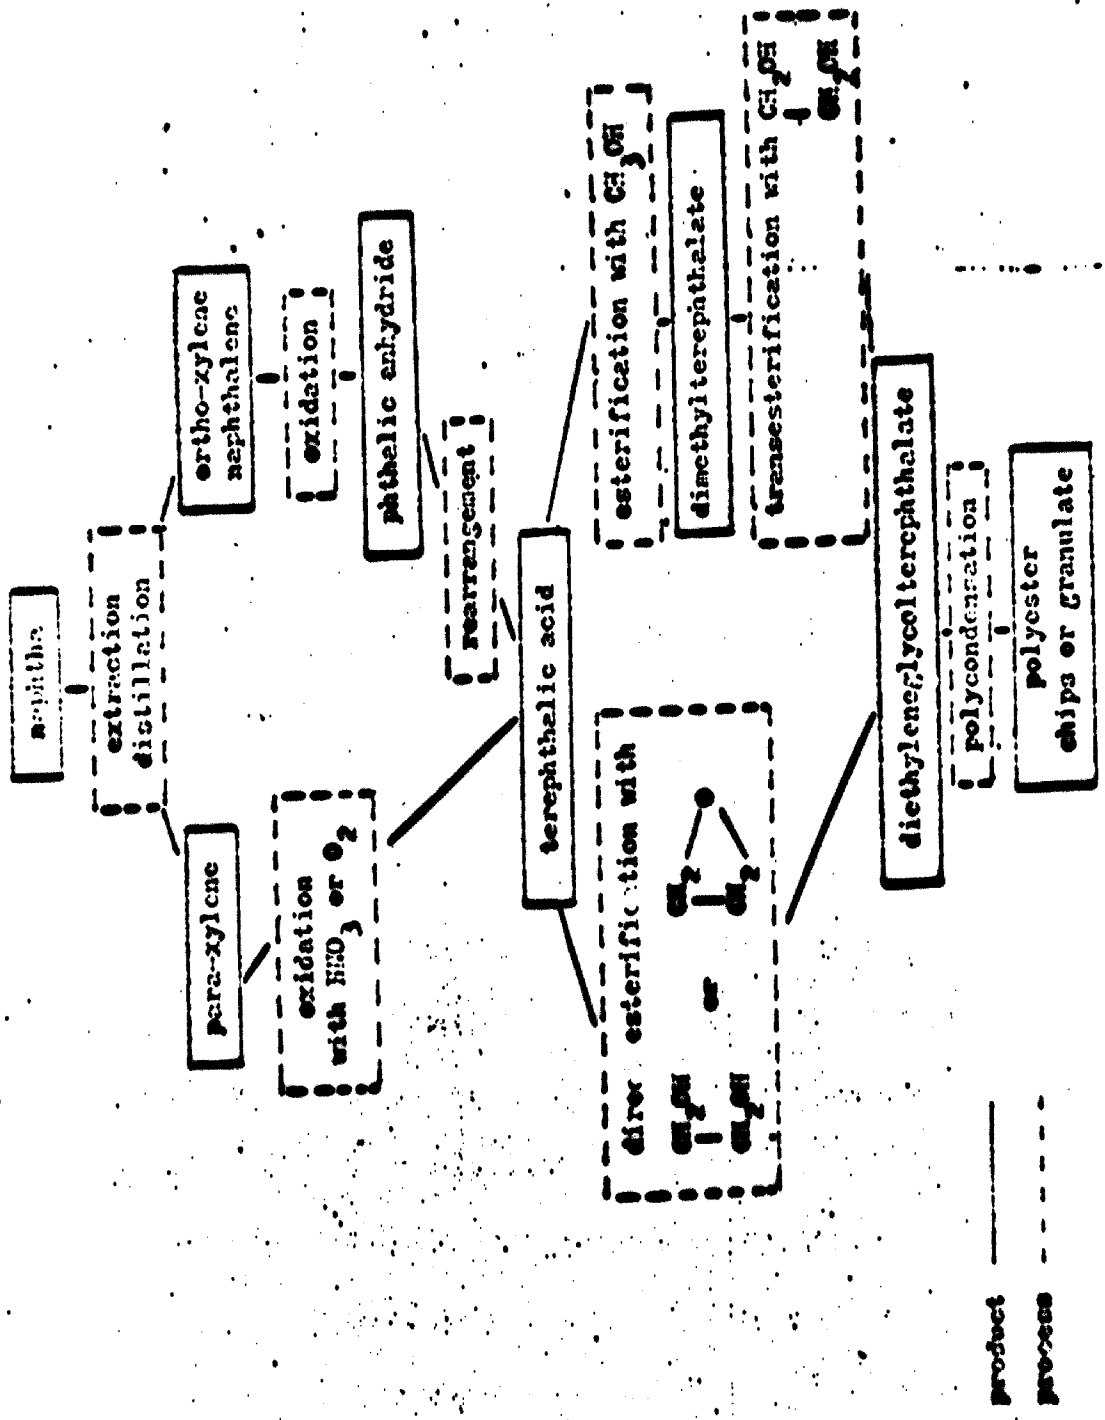 naphtha
extraction
distillation
para-xylene
ortho-xylene
naphthalene
oxidation
with HNO3 or O2
oxidation
phthalic anhydride
rearrangement
terephthalic acid
direc esterification with
CH2OH
CH2OH
or
CH2
CH2
O
esterification with CH3OH
dimethylterephthalate
transesterification with CH2OH
CH2OH
diethyleneglycolterephthalate
polycondensation
polyester
chips or granulate
product
process